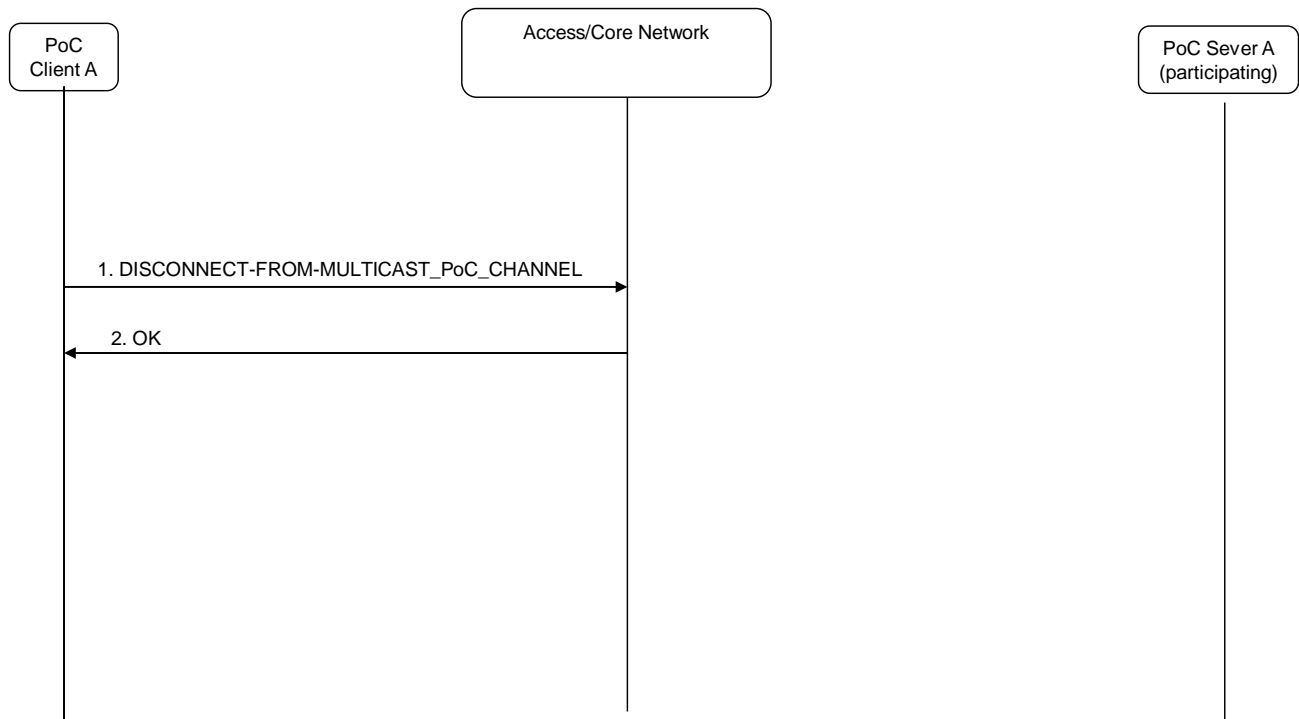 PoC
Client A
Access/Core Network
PoC Sever A
(participating)
1. DISCONNECT-FROM-MULTICAST_PoC_CHANNEL
2. OK